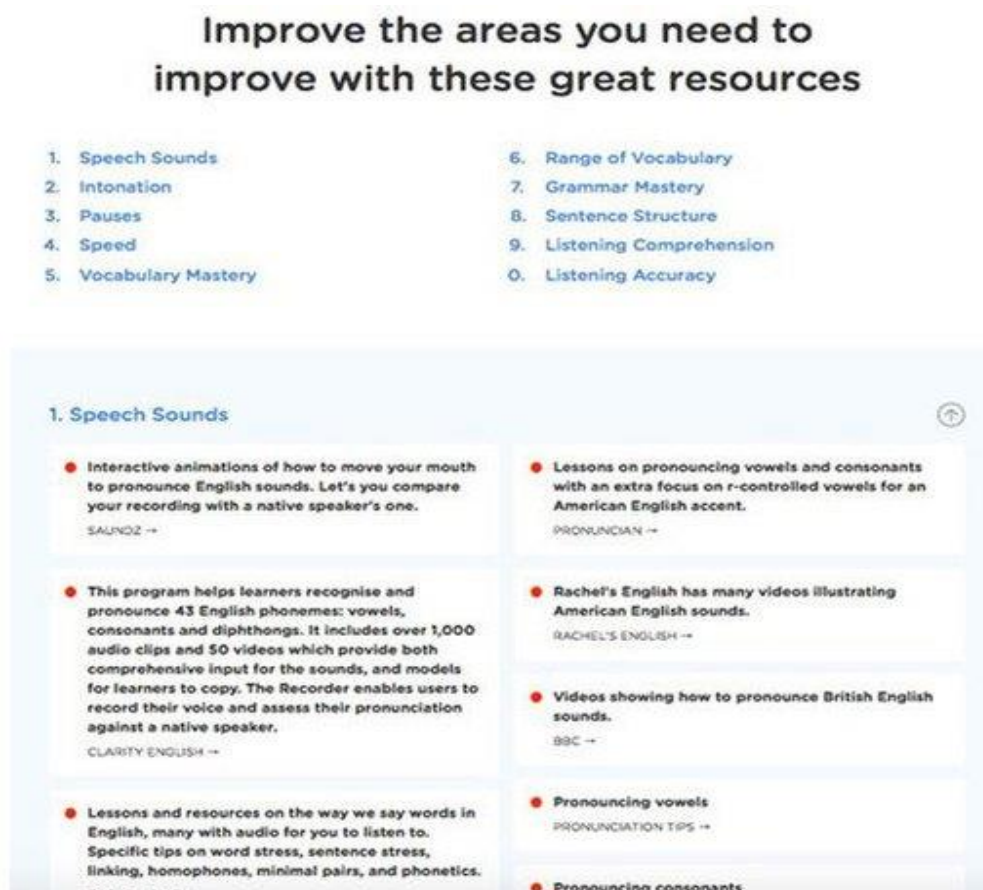 Improve the areas you need to
improve with these great resources
1. Speech Sounds
2. Intonation
3. Pauses
4. Speed
5. Vocabulary Mastery
6. Range of Vocabulary
7. Grammar Mastery
8. Sentence Structure
9. Listening Comprehension
0. Listening Accuracy
1. Speech Sounds
Interactive animations of how to move your mouth
to pronounce English sounds. Let's you compare
your recording with a native speaker's one.
SAUNDZ →
This program helps learners recognise and
pronounce 43 English phonemes: vowels,
consonants and diphthongs. It includes over 1,000
audio clips and 50 videos which provide both
comprehensive input for the sounds, and models
for learners to copy. The Recorder enables users to
record their voice and assess their pronunciation
against a native speaker.
CLARITY ENGLISH →
Lessons and resources on the way we say words in
English, many with audio for you to listen to.
Specific tips on word stress, sentence stress,
linking, homophones, minimal pairs, and phonetics.
Lessons on pronouncing vowels and consonants
with an extra focus on r-controlled vowels for an
American English accent.
PRONUNCIAN →
Rachel's English has many videos illustrating
American English sounds.
RACHEL'S ENGLISH →
Videos showing how to pronounce British English
sounds.
BBC →
Pronouncing vowels
PRONUNCIATION TIPS →
Pronouncing consonants